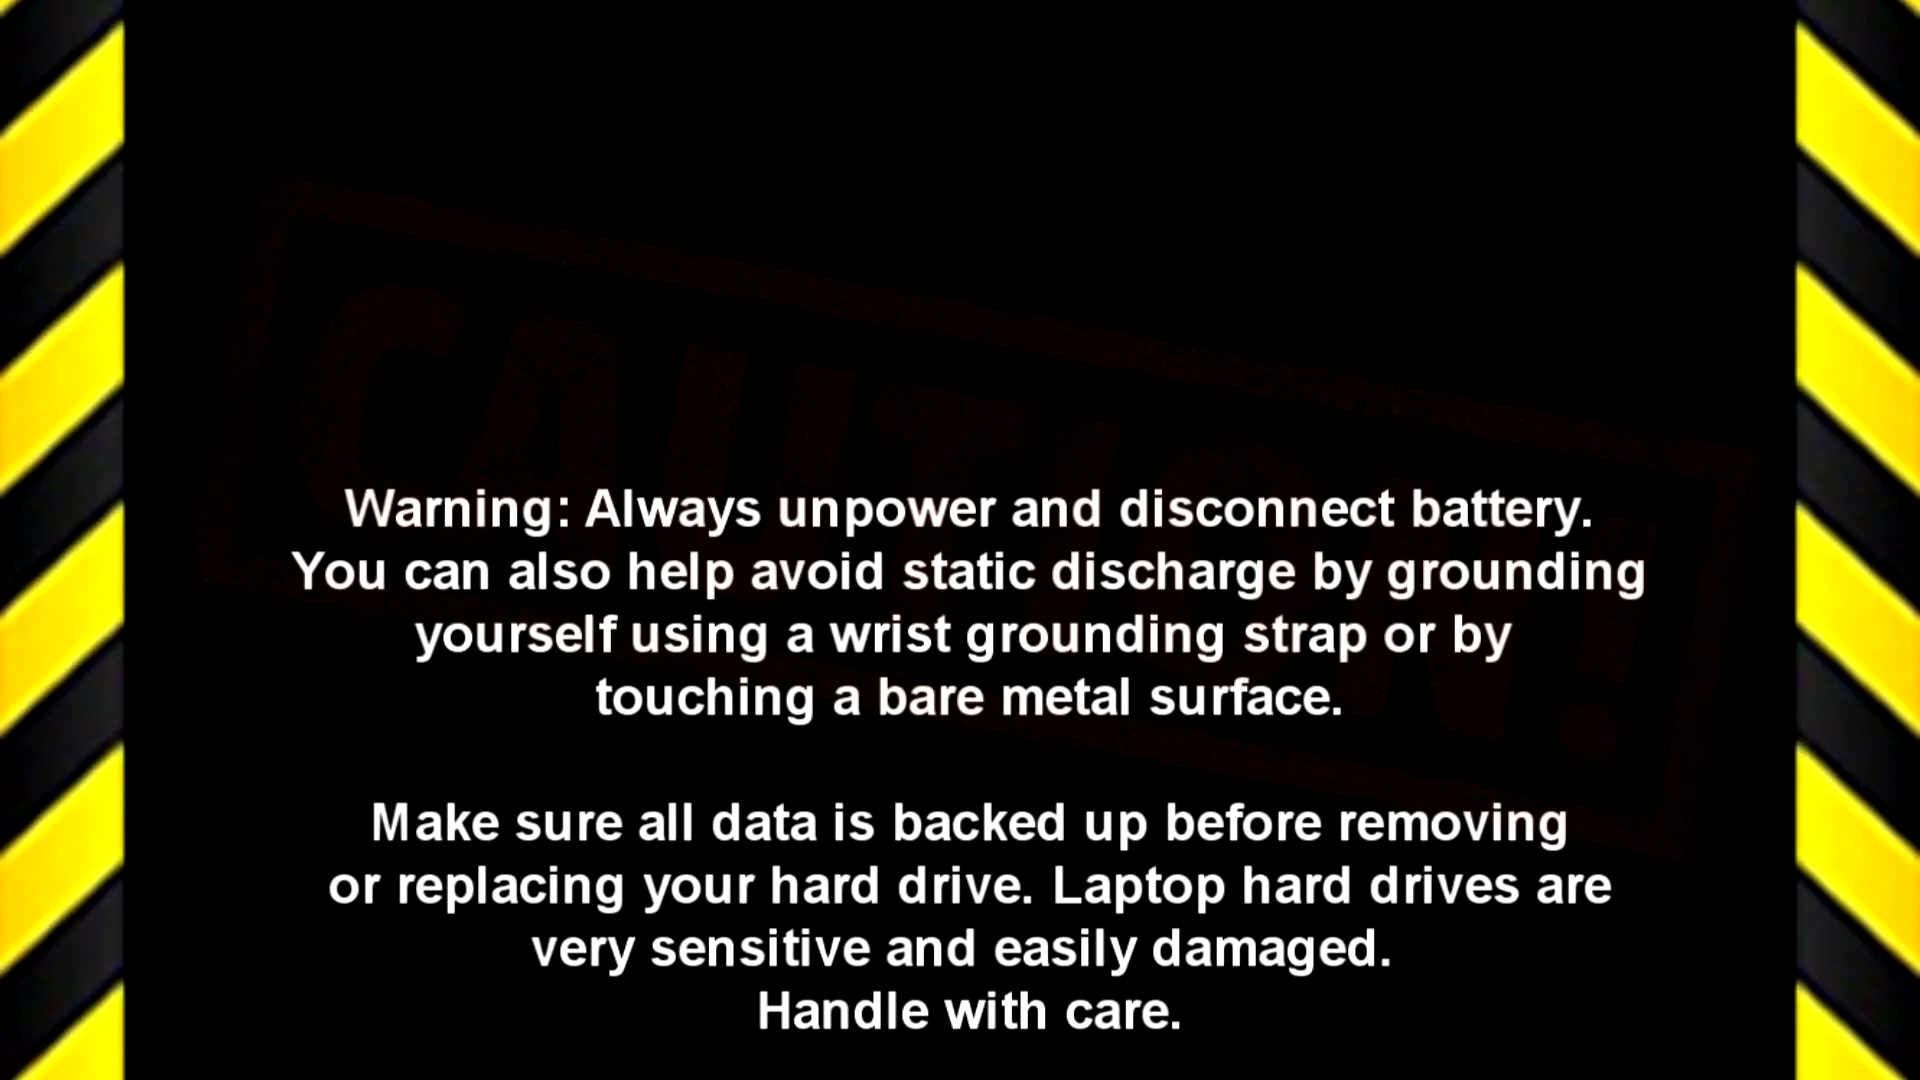 CAUTION!
Warning: Always unpower and disconnect battery.
You can also help avoid static discharge by grounding
yourself using a wrist grounding strap or by
touching a bare metal surface.
Make sure all data is backed up before removing
or replacing your hard drive. Laptop hard drives are
very sensitive and easily damaged.
Handle with care.